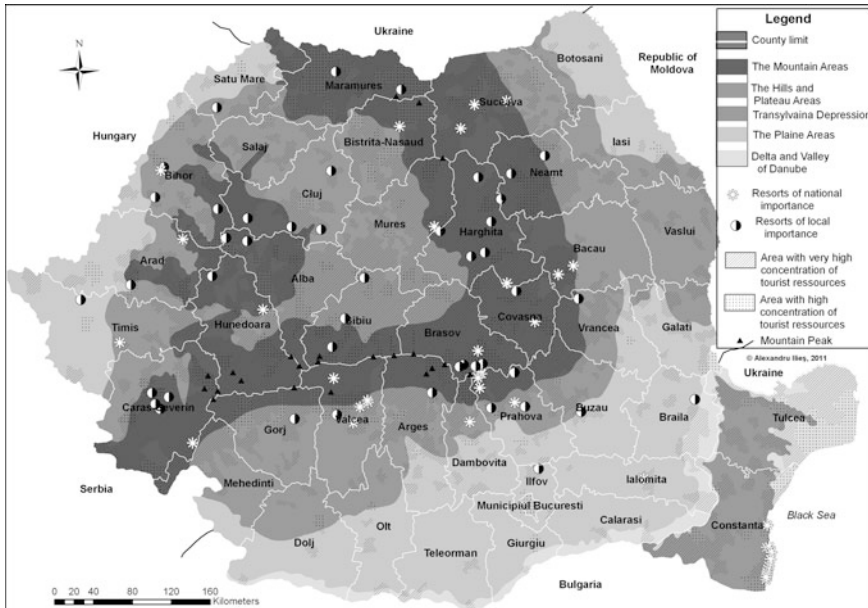 Ukraine
Legend
County limit
The Mountain Areas
The Hills and
Plateau Areas
Transylvaina Depression
The Plaine Areas
Delta and Valley
of Danube
Resorts of national
importance
Resorts of local
importance
Area with very high
concentration of
tourist ressources
Area with high
concentration of
tourist ressources
Mountain Peak
© Alexandru Ilieş, 2011
N
Botosani
Republic of
Moldova
Satu Mare
Maramures
Suceava
Hungary
Salaj
Bistrita-Nasaud
Iasi
Bihor
Neamt
Cluj
Mures
Harghita
Vaslui
Bacau
Arad
Alba
Timis
Hunedoara
Sibiu
Brasov
Covasna
Vrancea
Galati
Ukraine
Caras-Severin
Gorj
Valcea
Arges
Prahova
Buzau
Braila
Tulcea
Dambovita
Serbia
Mehedinti
Ilfov
Ialomita
Municipiul Bucuresti
Black Sea
Dolj
Olt
Teleorman
Giurgiu
Calarasi
Constanta
Bulgaria
0 20 40 80 120 160
Kilometers